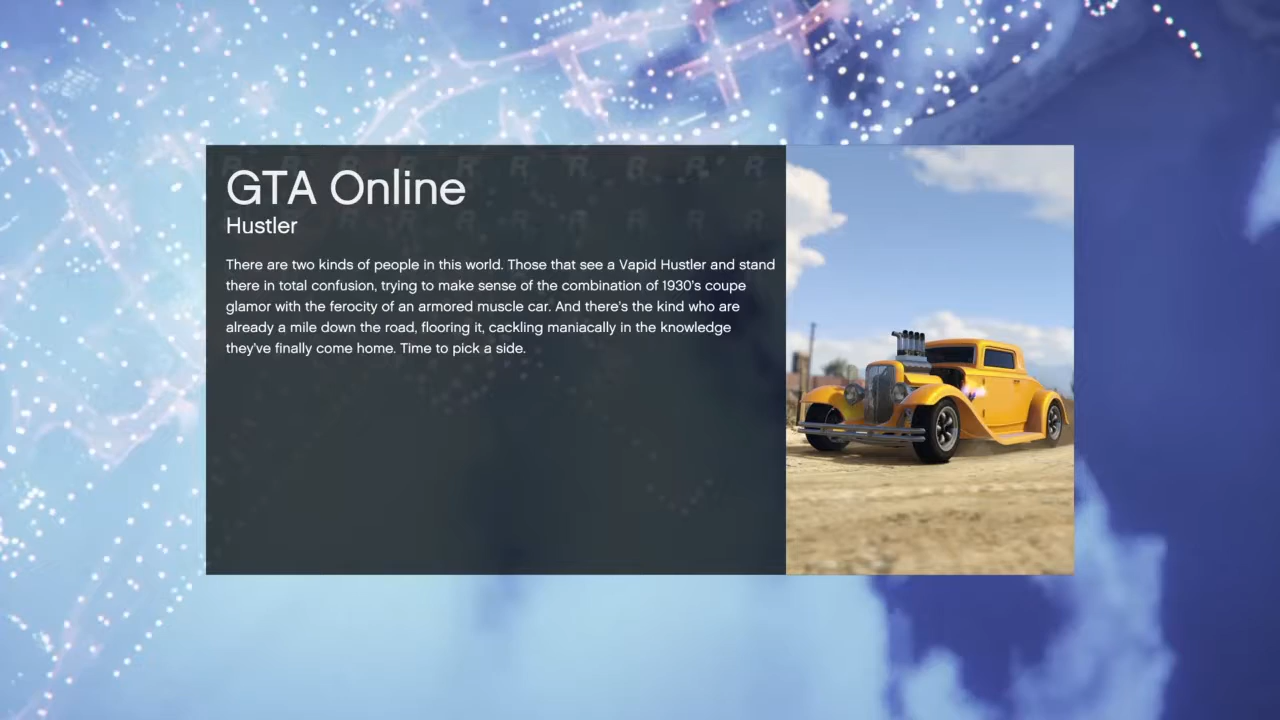 GTA Online
Hustler
There are two kinds of people in this world. Those that see a Vapid Hustler and stand
there in total confusion, trying to make sense of the combination of 1930's coupe
glamor with the ferocity of an armored muscle car. And there's the kind who are
already a mile down the road, flooring it, cackling maniacally in the knowledge
they've finally come home. Time to pick a side.